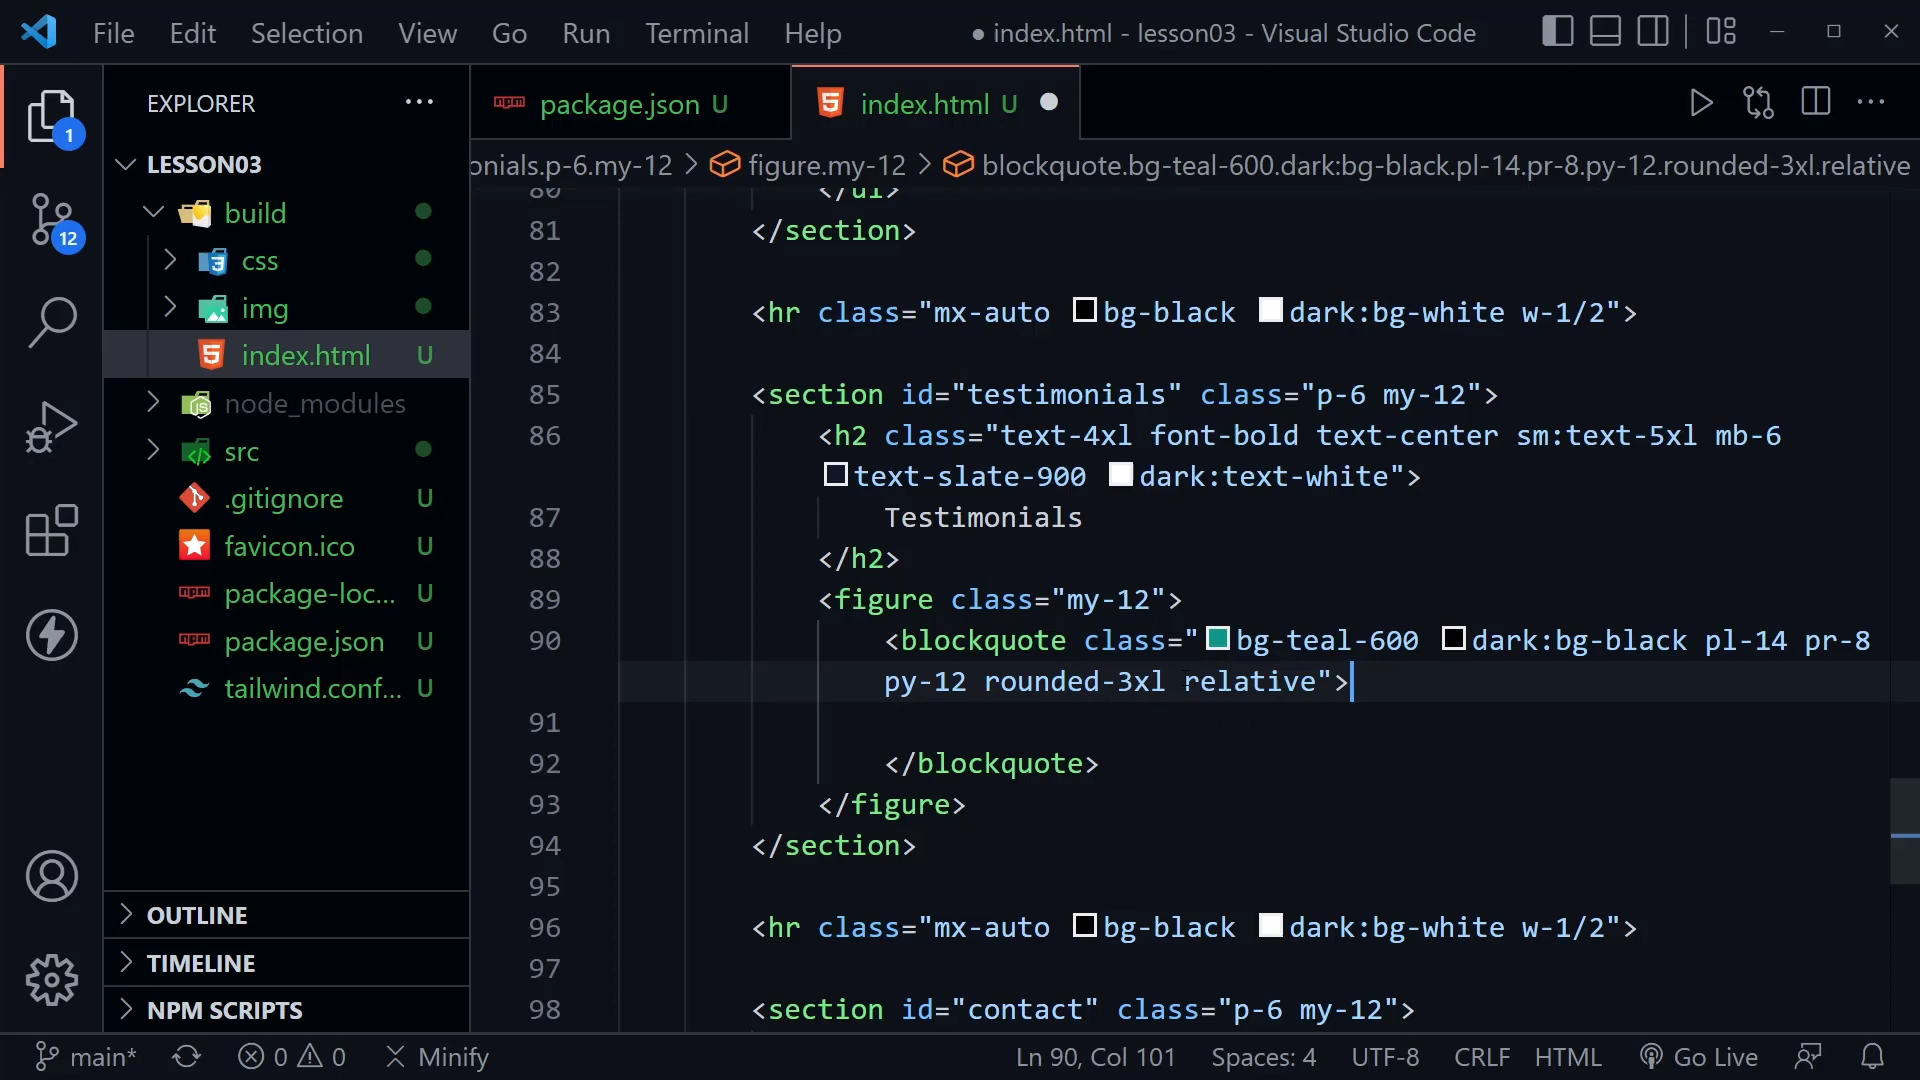 File Edit Selection View Go Run Terminal Help
● index.html - lesson03 - Visual Studio Code
EXPLORER
package.json U
index.html U
1
LESSON03
onials.p-6.my-12 > figure.my-12 > blockquote.bg-teal-600.dark:bg-black.pl-14.pr-8.py-12.rounded-3xl.relative
build
12
css
img
index.html U
node_modules
src
.gitignore U
favicon.ico U
package-loc... U
package.json U
tailwind.conf... U
OUTLINE
TIMELINE
NPM SCRIPTS
80 </ul>
81 </section>
82
83 <hr class="mx-auto bg-black dark:bg-white w-1/2">
84
85 <section id="testimonials" class="p-6 my-12">
86 <h2 class="text-4xl font-bold text-center sm:text-5xl mb-6
text-slate-900 dark:text-white">
87 Testimonials
88 </h2>
89 <figure class="my-12">
90 <blockquote class="bg-teal-600 dark:bg-black pl-14 pr-8
py-12 rounded-3xl relative">
91
92 </blockquote>
93 </figure>
94 </section>
95
96 <hr class="mx-auto bg-black dark:bg-white w-1/2">
97
98 <section id="contact" class="p-6 my-12">
main* 0 0 Minify Ln 90, Col 101 Spaces: 4 UTF-8 CRLF HTML Go Live